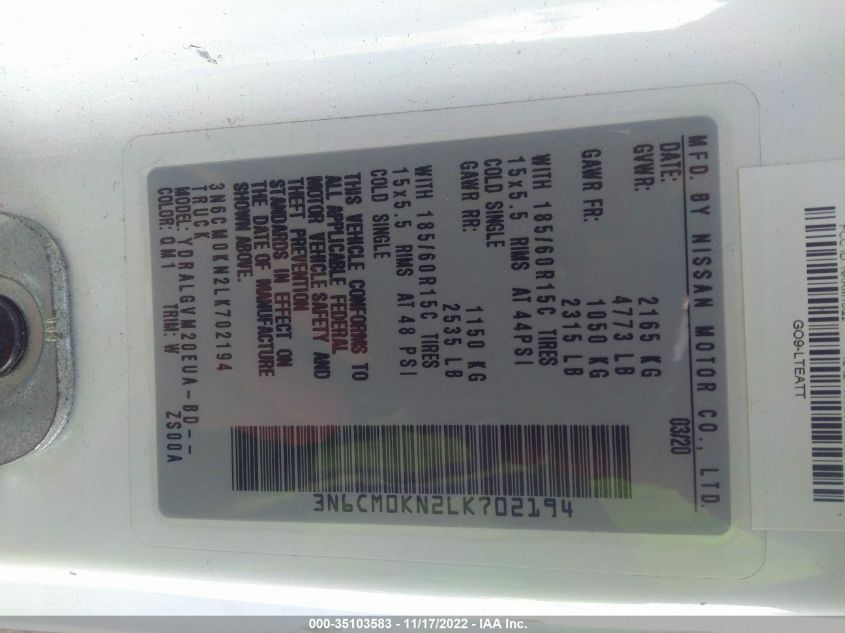 MFD. BY NISSAN MOTOR CO., LTD.
DATE: 03/20
GVWR: 2165 KG
4773 LB
GAWR FR: 1050 KG
2315 LB
WITH 185/60R15C TIRES
15x5.5 RIMS AT 44PSI
COLD SINGLE
GAWR RR: 1150 KG
2535 LB
WITH 185/60R15C TIRES
15x5.5 RIMS AT 48 PSI
COLD SINGLE
THIS VEHICLE CONFORMS TO
ALL APPLICABLE FEDERAL
MOTOR VEHICLE SAFETY AND
THEFT PREVENTION
STANDARDS IN EFFECT ON
THE DATE OF MANUFACTURE
SHOWN ABOVE.
3N6CM0KN2LK702194
TRUCK
MODEL: YDRALGVM20EUA-BD--
ZS00A
COLOR: QM1 TRIM: W
3N6CM0KN2LK702194
GO9-LTEATT
000-35103583 - 11/17/2022 - IAA Inc.